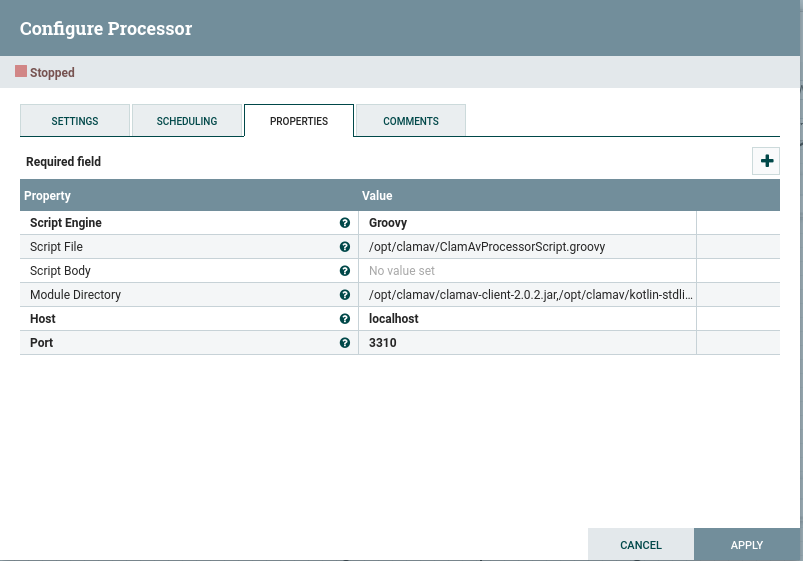 Configure Processor
Stopped
SETTINGS SCHEDULING PROPERTIES COMMENTS
Required field
Property Value
Script Engine Groovy
Script File /opt/clamav/ClamAvProcessorScript.groovy
Script Body No value set
Module Directory /opt/clamav/clamav-client-2.0.2.jar,/opt/clamav/kotlin-stdli...
Host localhost
Port 3310
CANCEL APPLY